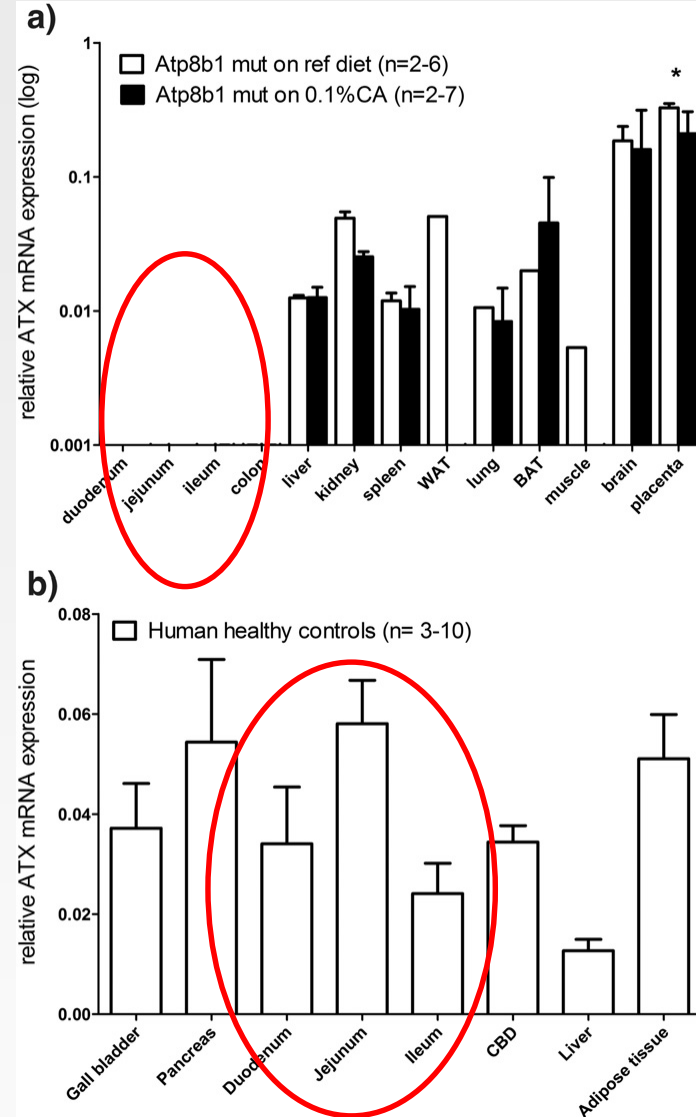 a)
relative ATX mRNA expression (log)
1
0.1
0.01
0.001
Atp8b1 mut on ref diet (n=2-6)
Atp8b1 mut on 0.1%CA (n=2-7)
*
duodenum
jejunum
ileum
colon
liver
kidney
spleen
WAT
lung
BAT
muscle
brain
placenta
b)
relative ATX mRNA expression
0.08
0.06
0.04
0.02
0.00
Human healthy controls (n= 3-10)
Gall bladder
Pancreas
Duodenum
Jejunum
Ileum
CBD
Liver
Adipose tissue